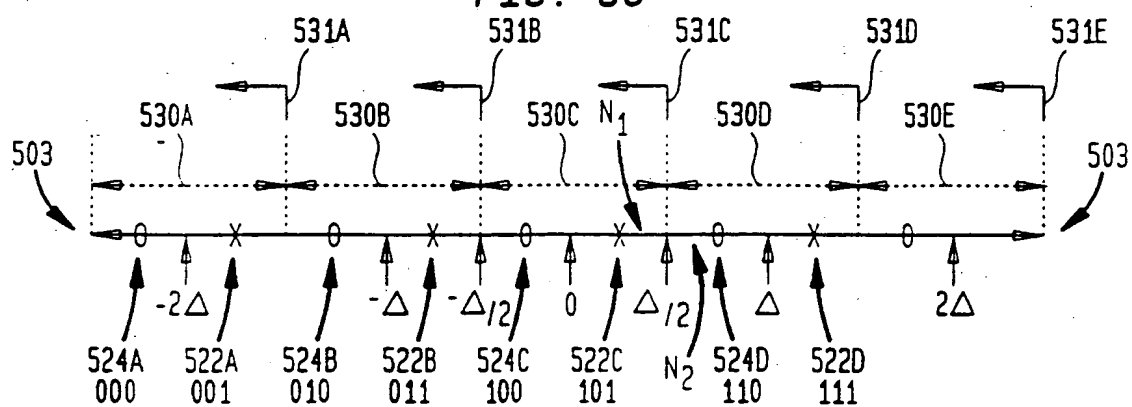 531A 531B 531C 531D 531E
530A 530B 530C N1 530D 530E
503 503
O X O X O X O X O
-2Δ -Δ -Δ/2 0 Δ/2 Δ 2Δ
524A 522A 524B 522B 524C 522C N2 524D 522D
000 001 010 011 100 101 110 111